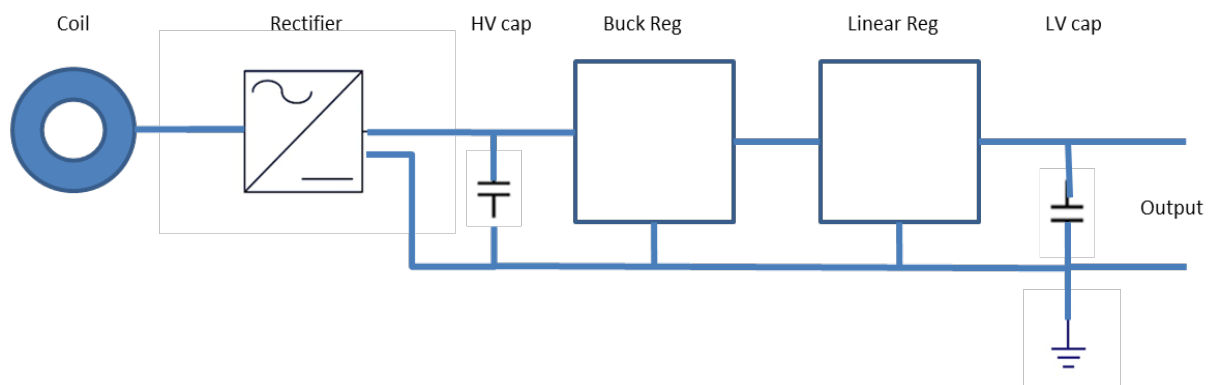 Coil
Rectifier
HV cap
Buck Reg
Linear Reg
LV cap
Output